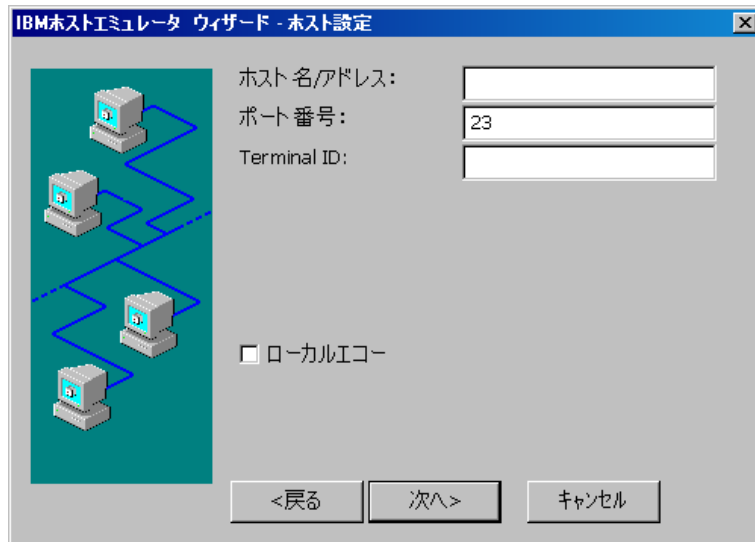 IBMホストエミュレータ ウィザード - ホスト設定
ホスト名/アドレス:
ポート番号:
23
Terminal ID:
ローカルエコー
<戻る
次へ>
キャンセル